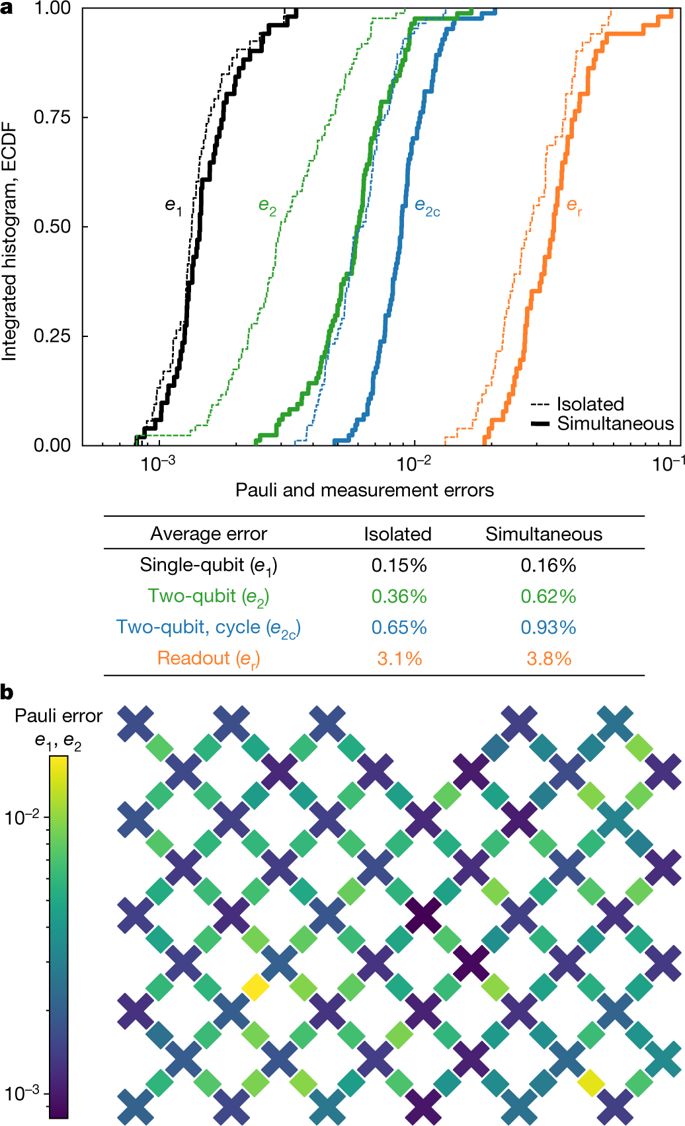 a
1.00
0.75
0.50
0.25
0.00
Integrated histogram, ECDF
e1
e2
e2c
er
Isolated
Simultaneous
10−3
10−2
10−1
Pauli and measurement errors
Average error Isolated Simultaneous
Single-qubit (e1) 0.15% 0.16%
Two-qubit (e2) 0.36% 0.62%
Two-qubit, cycle (e2c) 0.65% 0.93%
Readout (er) 3.1% 3.8%
b
Pauli error
e1, e2
10−2
10−3